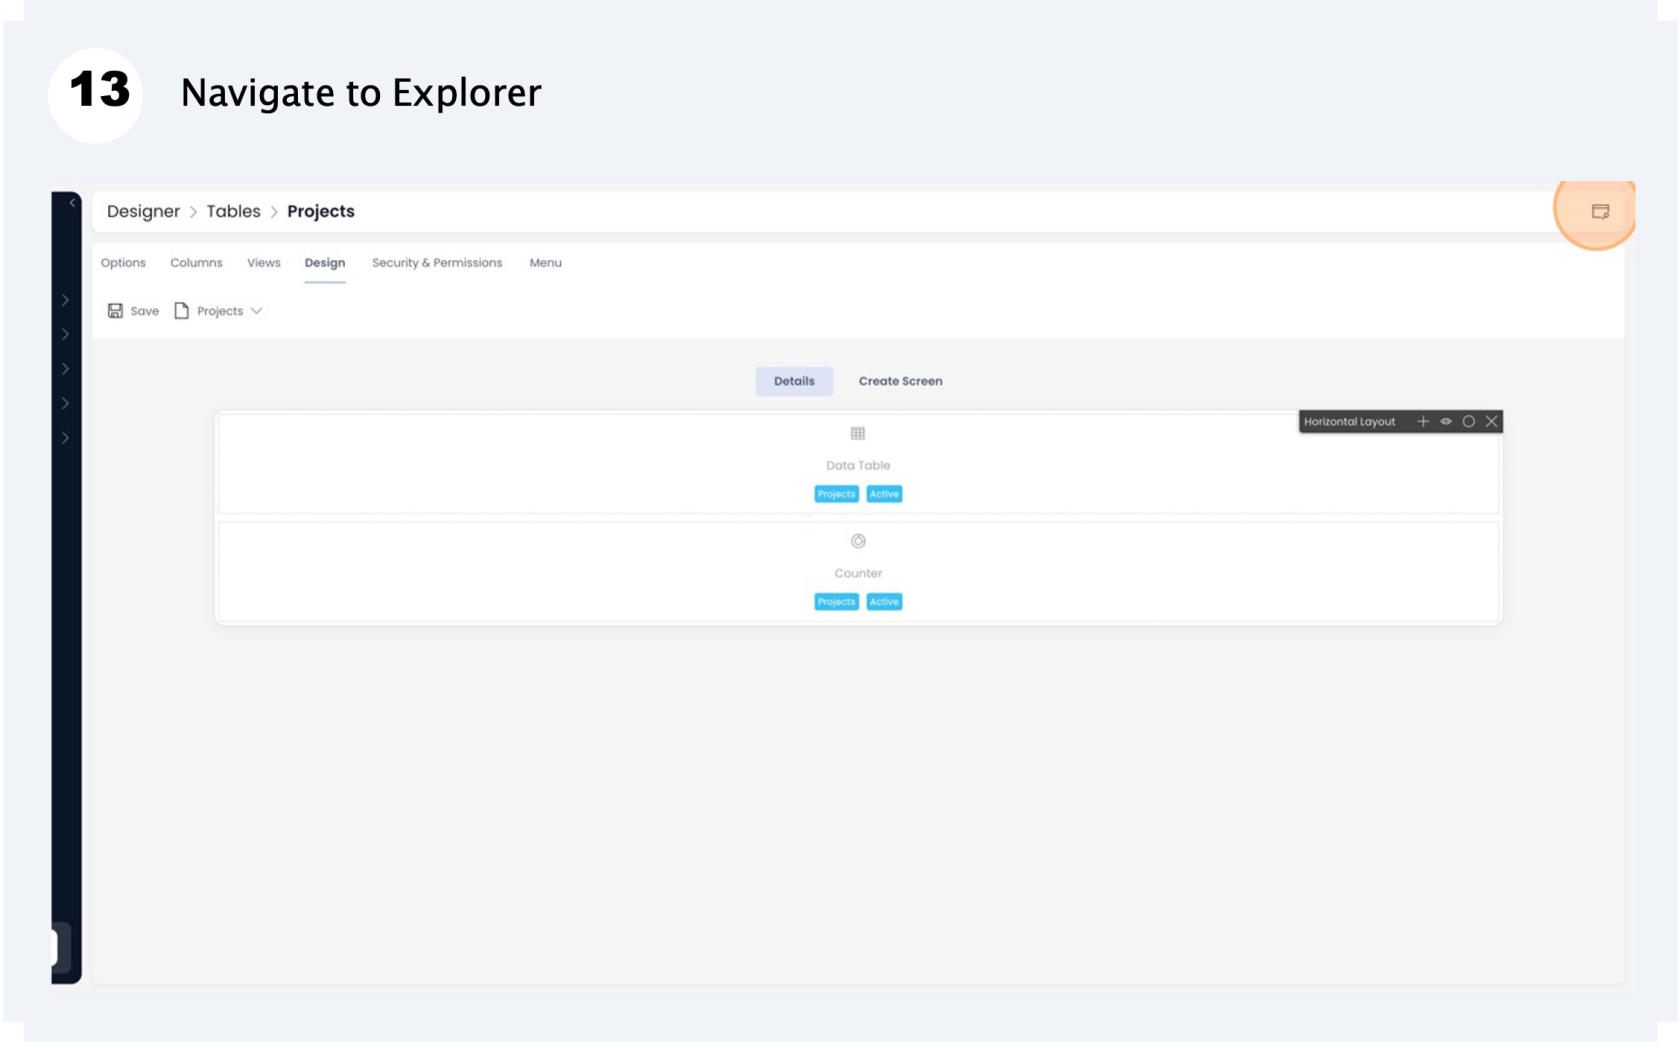 13 Navigate to Explorer
Designer > Tables > Projects
Options Columns Views Design Security & Permissions Menu
Save Projects
Details Create Screen
Horizontal Layout
Data Table
Projects Active
Counter
Projects Active